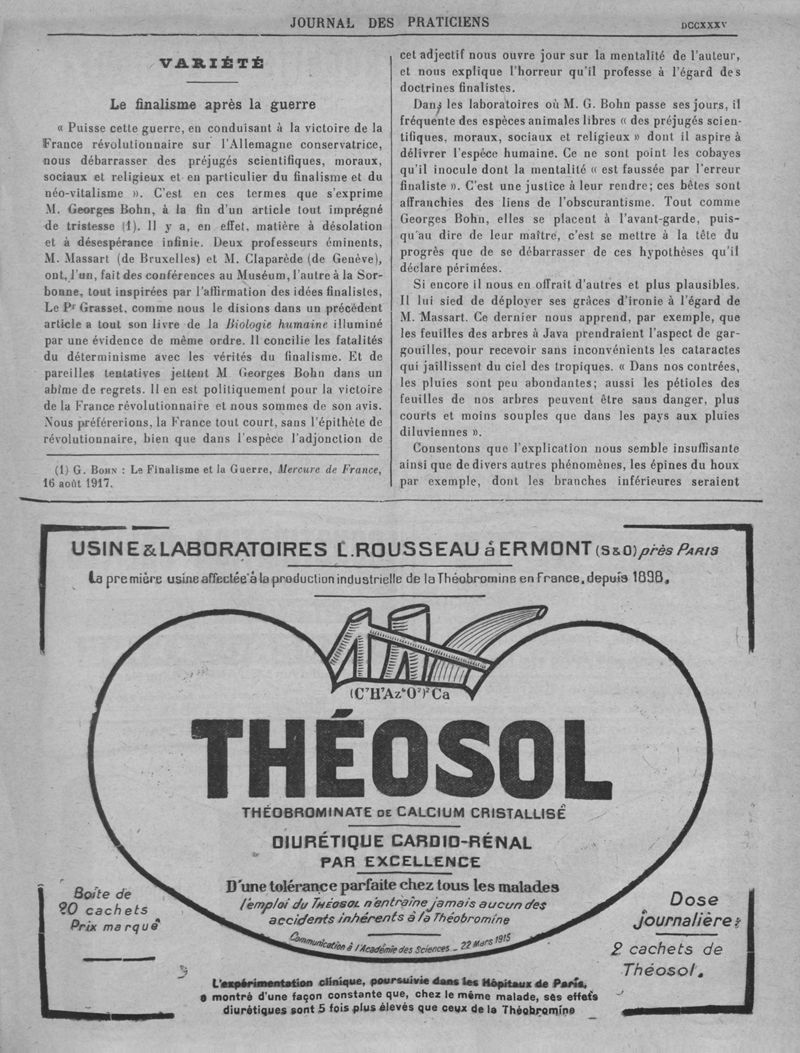 JOURNAL DES PRATICIENS
DCCXXXV
VARIÉTÉ
Le finalisme après la guerre
« Puisse cette guerre, en conduisant à la victoire de la
France révolutionnaire sur l'Allemagne conservatrice,
nous débarrasser des préjugés scientifiques, moraux,
sociaux et religieux et en particulier du finalisme et du
néo-vitalisme ». C'est en ces termes que s'exprime
M. Georges Bohn, à la fin d'un article tout imprégné
de tristesse (1). Il y a, en effet, matière à désolation
et à désespérance infinie. Deux professeurs éminents,
M. Massart (de Bruxelles) et M. Claparède (de Genève),
ont, l'un, fait des conférences au Muséum, l'autre à la Sor-
bonne, tout inspirées par l'affirmation des idées finalistes,
Le Pr Grasset, comme nous le disions dans un précédent
article a tout son livre de la Biologie humaine illuminé
par une évidence de même ordre. Il concilie les fatalités
du déterminisme avec les vérités du finalisme. Et de
pareilles tentatives jettent M Georges Bohn dans un
abîme de regrets. Il en est politiquement pour la victoire
de la France révolutionnaire et nous sommes de son avis.
Nous préférerions, la France tout court, sans l'épithète de
révolutionnaire, bien que dans l'espèce l'adjonction de
(1) G. BOHN : Le Finalisme et la Guerre, Mercure de France,
16 août 1917.
cet adjectif nous ouvre jour sur la mentalité de l'auteur,
et nous explique l'horreur qu'il professe à l'égard des
doctrines finalistes.
Dans les laboratoires où M. G. Bohn passe ses jours, il
fréquente des espèces animales libres « des préjugés scien-
tifiques, moraux, sociaux et religieux » dont il aspire à
délivrer l'espèce humaine. Ce ne sont point les cobayes
qu'il inocule dont la mentalité « est faussée par l'erreur
finaliste ». C'est une justice à leur rendre; ces bêtes sont
affranchies des liens de l'obscurantisme. Tout comme
Georges Bohn, elles se placent à l'avant-garde, puis-
qu'au dire de leur maître, c'est se mettre à la tête du
progrès que de se débarrasser de ces hypothèses qu'il
déclare périmées.
Si encore il nous en offrait d'autres et plus plausibles.
Il lui sied de déployer ses grâces d'ironie à l'égard de
M. Massart. Ce dernier nous apprend, par exemple, que
les feuilles des arbres à Java prendraient l'aspect de gar-
gouilles, pour recevoir sans inconvénients les cataractes
qui jaillissent du ciel des tropiques. « Dans nos contrées,
les pluies sont peu abondantes; aussi les pétioles des
feuilles de nos arbres peuvent être sans danger, plus
courts et moins souples que dans les pays aux pluies
diluviennes ».
Consentons que l'explication nous semble insuffisante
ainsi que de divers autres phénomènes, les épines du houx
par exemple, dont les branches inférieures seraient
USINE & LABORATOIRES L. ROUSSEAU à ERMONT (S&O) près PARIS
La première usine affectée à la production industrielle de la Théobromine en France, depuis 1898.
(C⁷H⁷Az⁴O²)²Ca
THÉOSOL
THÉOBROMINATE DE CALCIUM CRISTALLISÉ
DIURÉTIQUE CARDIO-RÉNAL
PAR EXCELLENCE
D'une tolérance parfaite chez tous les malades
l'emploi du THÉOSOL n'entraîne jamais aucun des
accidents inhérents à la Théobromine
Communication à l'Académie des Sciences _ 22 Mars 1915
Boîte de
20 cachets
Prix marqué
Dose
journalière:
2 cachets de
Théosol.
L'expérimentation clinique, poursuivie dans les Hôpitaux de Paris,
a montré d'une façon constante que, chez le même malade, ses effets
diurétiques sont 5 fois plus élevés que ceux de la Théobromine